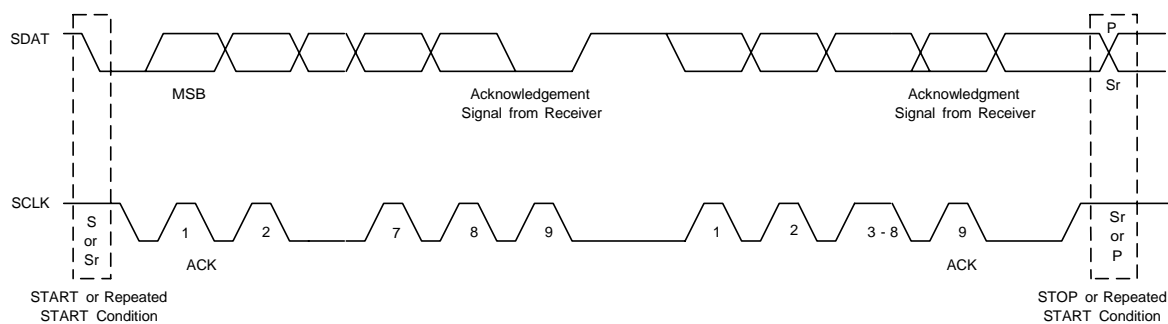 SDAT
P
MSB
Acknowledgement
Signal from Receiver
Acknowledgment
Signal from Receiver
Sr
SCLK
S
or
Sr
1
2
7
8
9
1
2
3 - 8
9
Sr
or
P
ACK
ACK
START or Repeated
START Condition
STOP or Repeated
START Condition